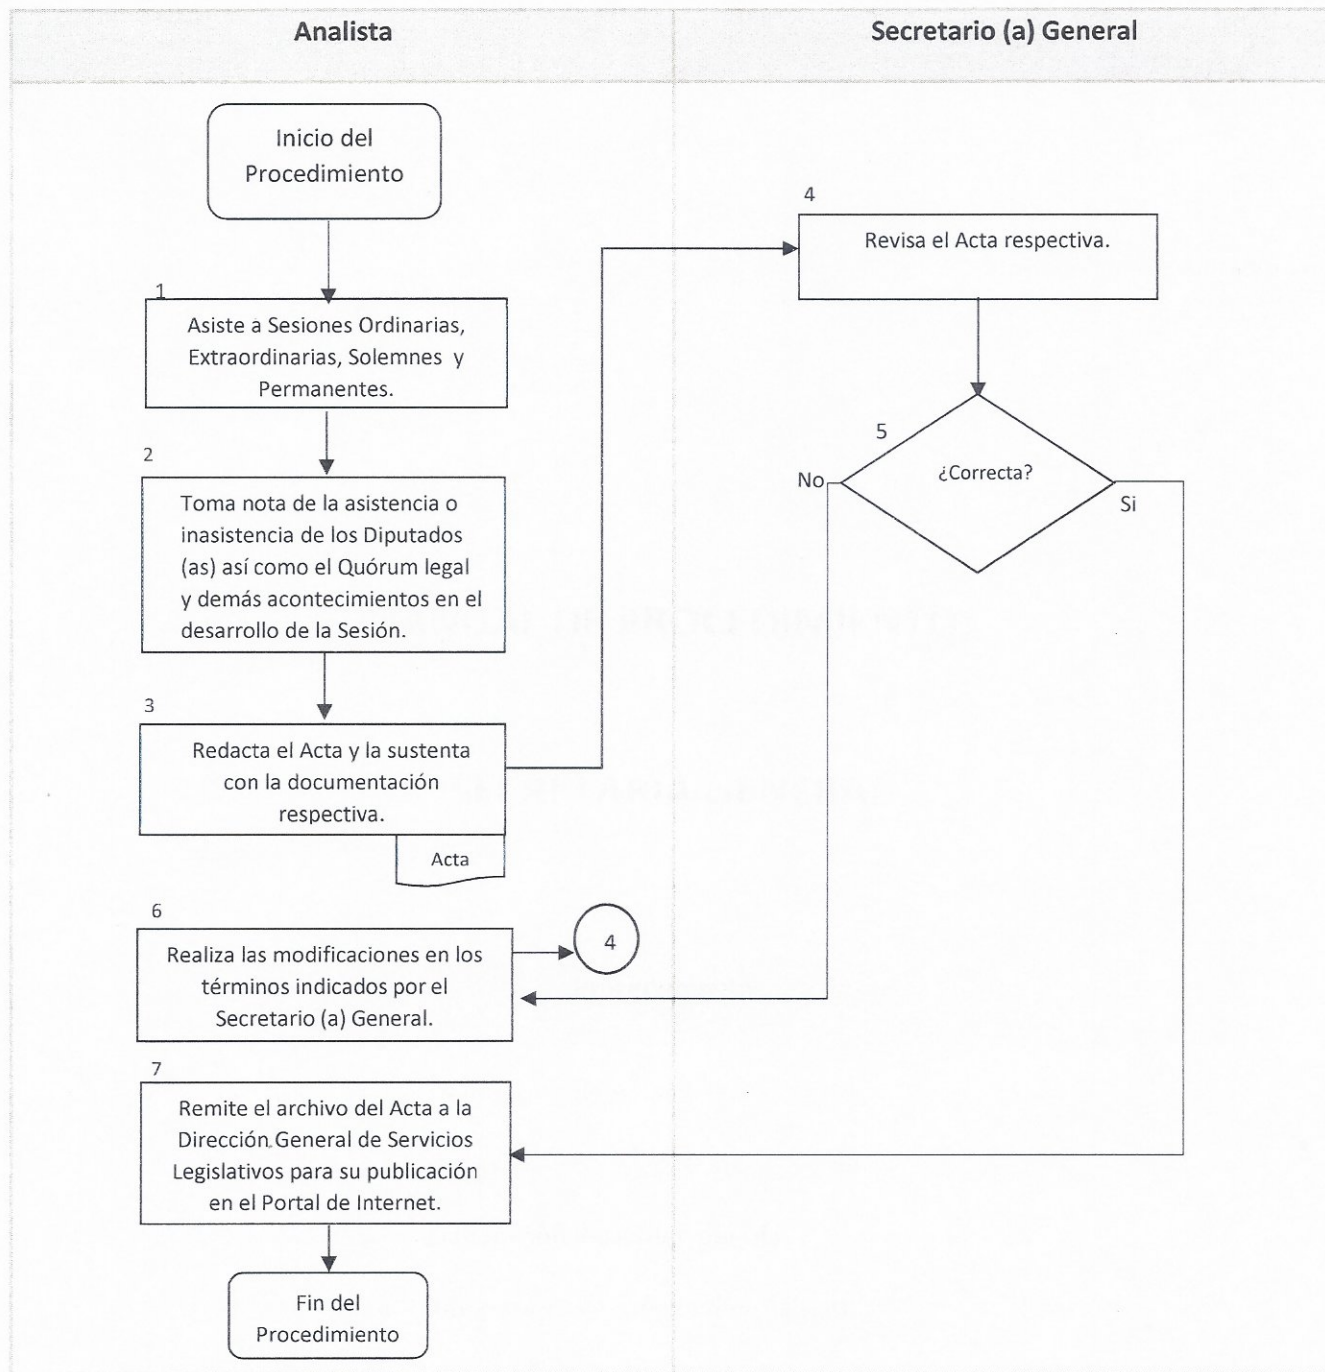 Analista
Secretario (a) General
Inicio del
Procedimiento
1
Asiste a Sesiones Ordinarias,
Extraordinarias, Solemnes y
Permanentes.
2
Toma nota de la asistencia o
inasistencia de los Diputados
(as) así como el Quórum legal
y demás acontecimientos en el
desarrollo de la Sesión.
3
Redacta el Acta y la sustenta
con la documentación
respectiva.
Acta
4
Revisa el Acta respectiva.
5
¿Correcta?
No
Si
6
Realiza las modificaciones en los
términos indicados por el
Secretario (a) General.
4
7
Remite el archivo del Acta a la
Dirección General de Servicios
Legislativos para su publicación
en el Portal de Internet.
Fin del
Procedimiento